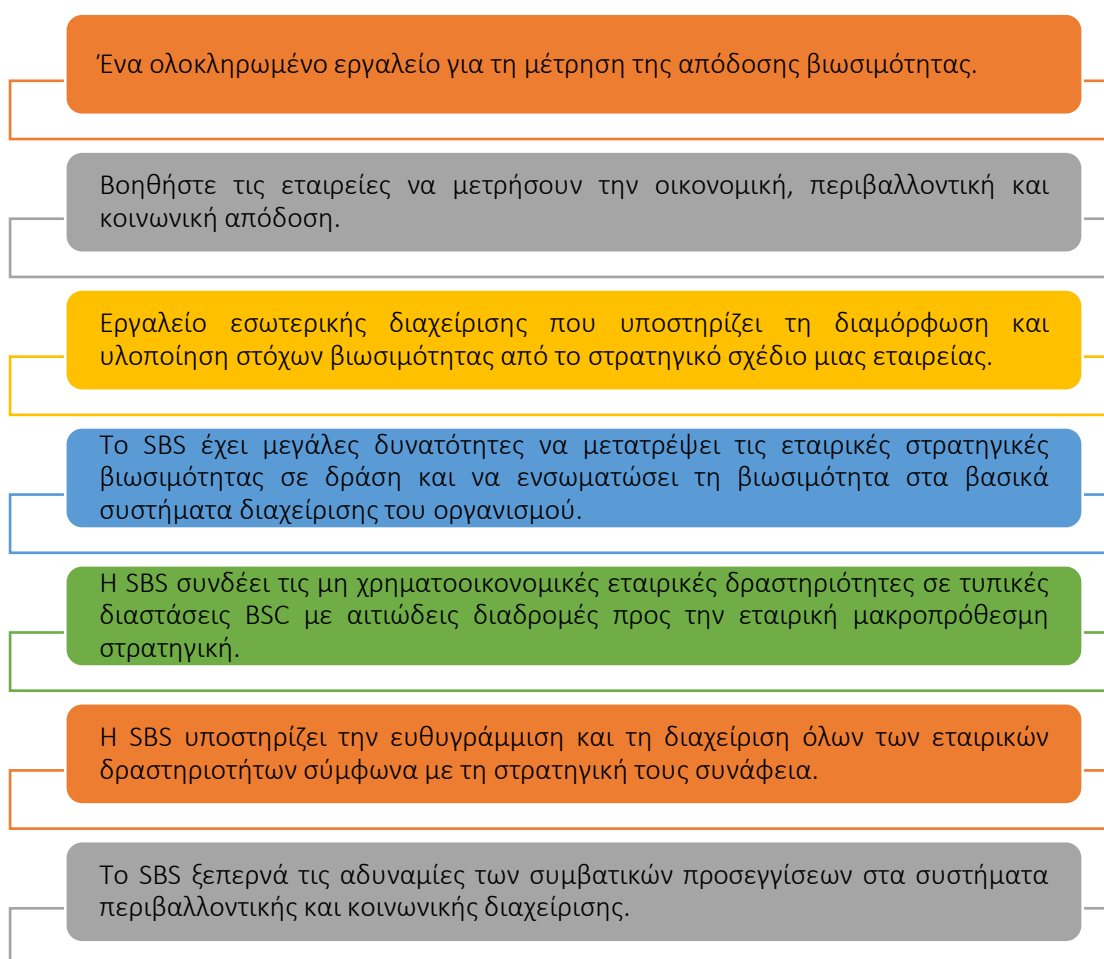 Ένα ολοκληρωμένο εργαλείο για τη μέτρηση της απόδοσης βιωσιμότητας.
Βοηθήστε τις εταιρείες να μετρήσουν την οικονομική, περιβαλλοντική και
κοινωνική απόδοση.
Εργαλείο εσωτερικής διαχείρισης που υποστηρίζει τη διαμόρφωση και
υλοποίηση στόχων βιωσιμότητας από το στρατηγικό σχέδιο μιας εταιρείας.
Το SBS έχει μεγάλες δυνατότητες να μετατρέψει τις εταιρικές στρατηγικές
βιωσιμότητας σε δράση και να ενσωματώσει τη βιωσιμότητα στα βασικά
συστήματα διαχείρισης του οργανισμού.
Η SBS συνδέει τις μη χρηματοοικονομικές εταιρικές δραστηριότητες σε τυπικές
διαστάσεις BSC με αιτιώδεις διαδρομές προς την εταιρική μακροπρόθεσμη
στρατηγική.
Η SBS υποστηρίζει την ευθυγράμμιση και τη διαχείριση όλων των εταιρικών
δραστηριοτήτων σύμφωνα με τη στρατηγική τους συνάφεια.
Το SBS ξεπερνά τις αδυναμίες των συμβατικών προσεγγίσεων στα συστήματα
περιβαλλοντικής και κοινωνικής διαχείρισης.